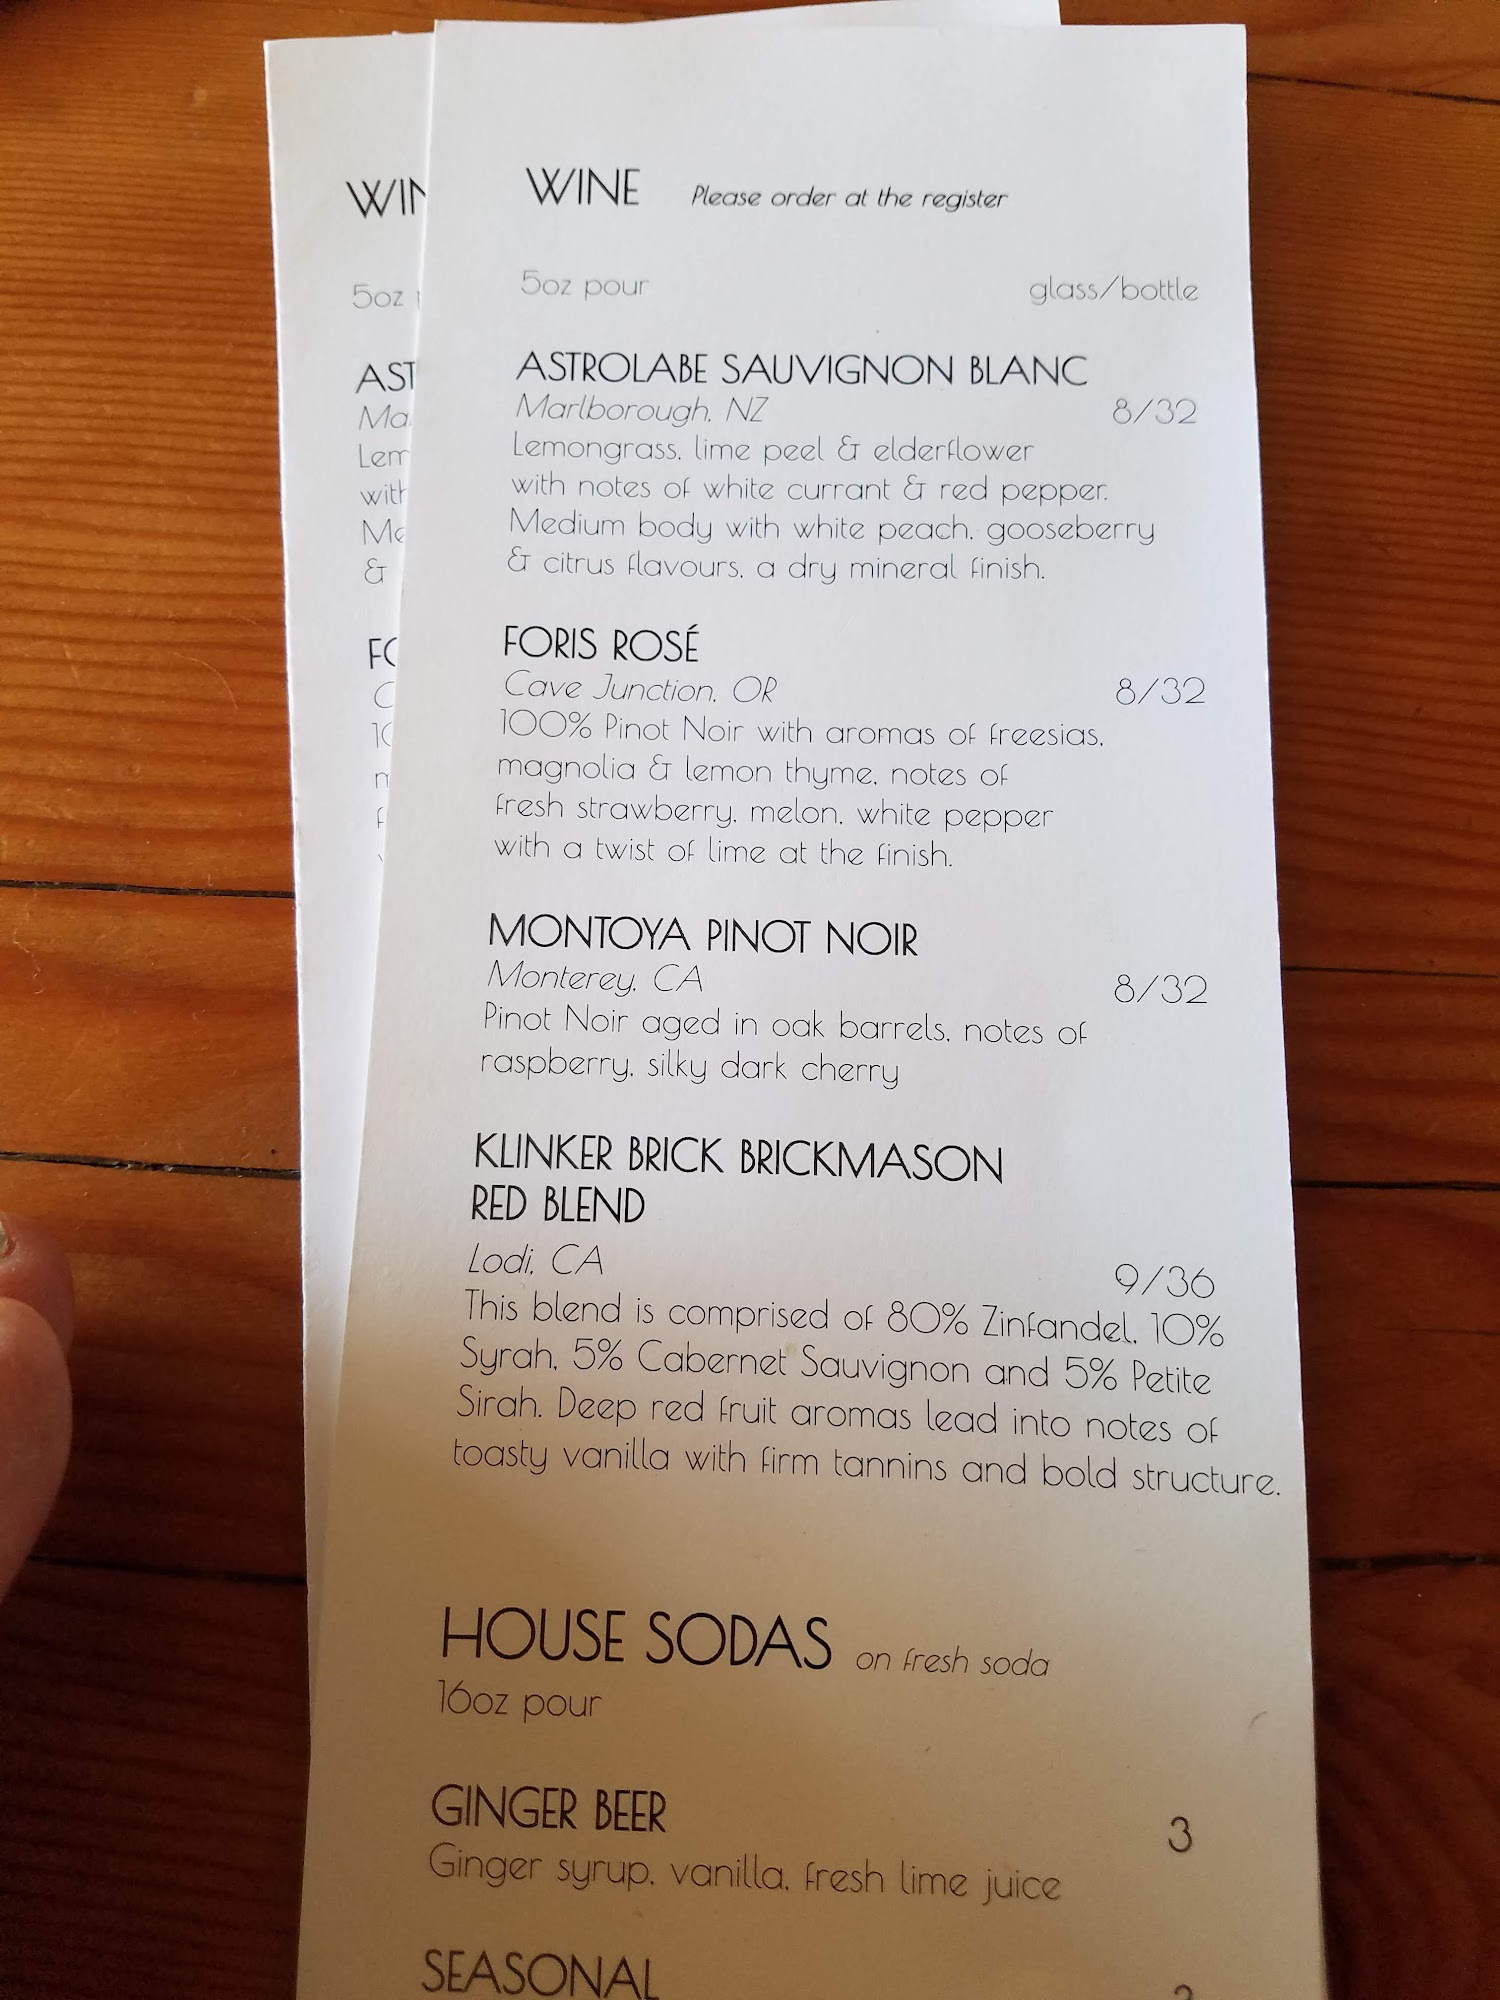 WINE Please order at the register
5oz pour glass/bottle
ASTROLABE SAUVIGNON BLANC
Marlborough, NZ 8/32
Lemongrass, lime peel & elderflower
with notes of white currant & red pepper.
Medium body with white peach, gooseberry
& citrus flavours, a dry mineral finish.
FORIS ROSÉ
Cave Junction, OR 8/32
100% Pinot Noir with aromas of freesias,
magnolia & lemon thyme, notes of
fresh strawberry, melon, white pepper
with a twist of lime at the finish.
MONTOYA PINOT NOIR
Monterey, CA 8/32
Pinot Noir aged in oak barrels, notes of
raspberry, silky dark cherry
KLINKER BRICK BRICKMASON
RED BLEND
Lodi, CA 9/36
This blend is comprised of 80% Zinfandel, 10%
Syrah, 5% Cabernet Sauvignon and 5% Petite
Sirah. Deep red fruit aromas lead into notes of
toasty vanilla with firm tannins and bold structure.
HOUSE SODAS on fresh soda
16oz pour
GINGER BEER 3
Ginger syrup, vanilla, fresh lime juice
SEASONAL